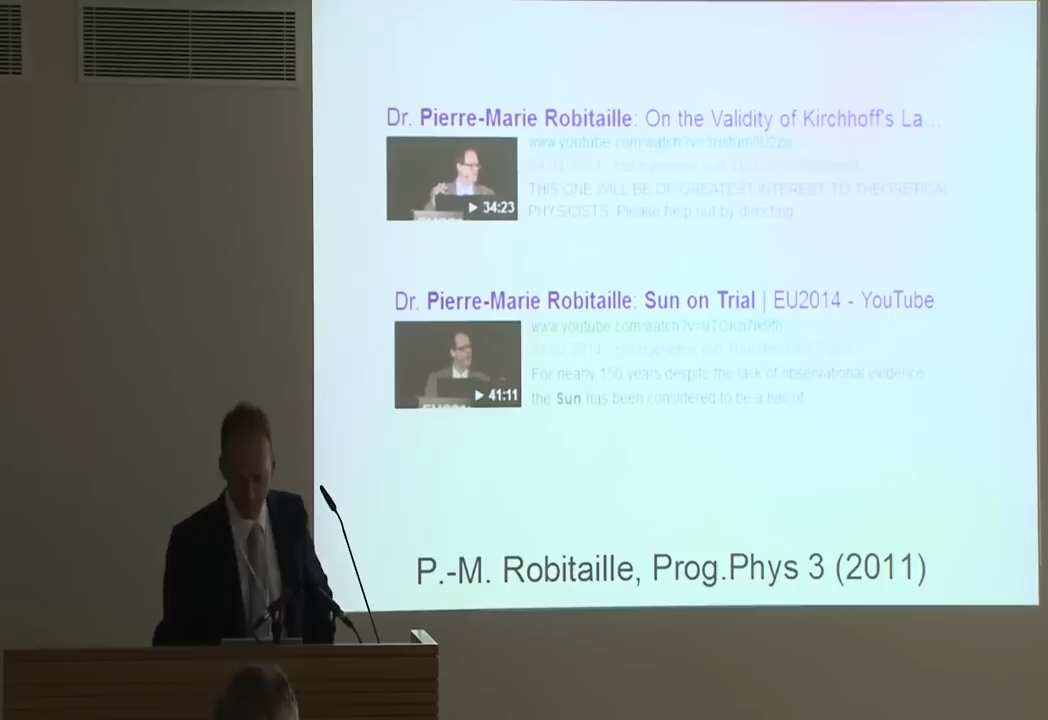 Dr. Pierre-Marie Robitaille: On the Validity of Kirchhoff's La...
34:23
THIS ONE WILL BE OF GREATEST INTEREST TO THEORETICAL
PHYSICISTS. Please help out by directing
Dr. Pierre-Marie Robitaille: Sun on Trial | EU2014 - YouTube
41:11
For nearly 150 years despite the lack of observational evidence
the Sun has been considered to be a ball of
P.-M. Robitaille, Prog.Phys 3 (2011)